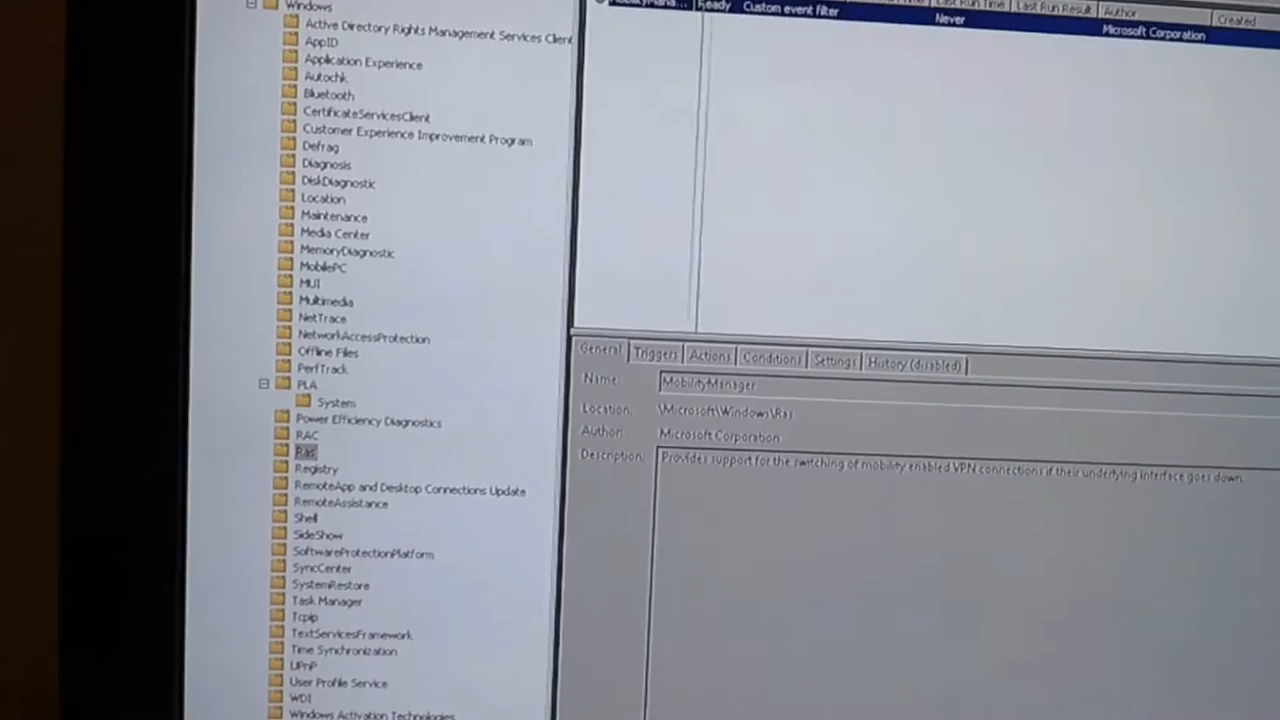 Windows
Active Directory Rights Management Services Client
AppID
Application Experience
Autochk
Bluetooth
CertificateServicesClient
Customer Experience Improvement Program
Defrag
Diagnosis
DiskDiagnostic
Location
Maintenance
Media Center
MemoryDiagnostic
MobilePC
MUI
Multimedia
NetTrace
NetworkAccessProtection
Offline Files
PerfTrack
PLA
System
Power Efficiency Diagnostics
RAC
Ras
Registry
RemoteApp and Desktop Connections Update
RemoteAssistance
Shell
SideShow
SoftwareProtectionPlatform
SyncCenter
SystemRestore
Task Manager
Tcpip
TextServicesFramework
Time Synchronization
UPnP
User Profile Service
WDI
Windows Activation Technologies
Last Run Time Last Run Result Author Created
MobilityMana... Ready Custom event filter Never Microsoft Corporation
General Triggers Actions Conditions Settings History (disabled)
Name: MobilityManager
Location: \Microsoft\Windows\Ras
Author: Microsoft Corporation
Description: Provides support for the switching of mobility enabled VPN connections if their underlying interface goes down.